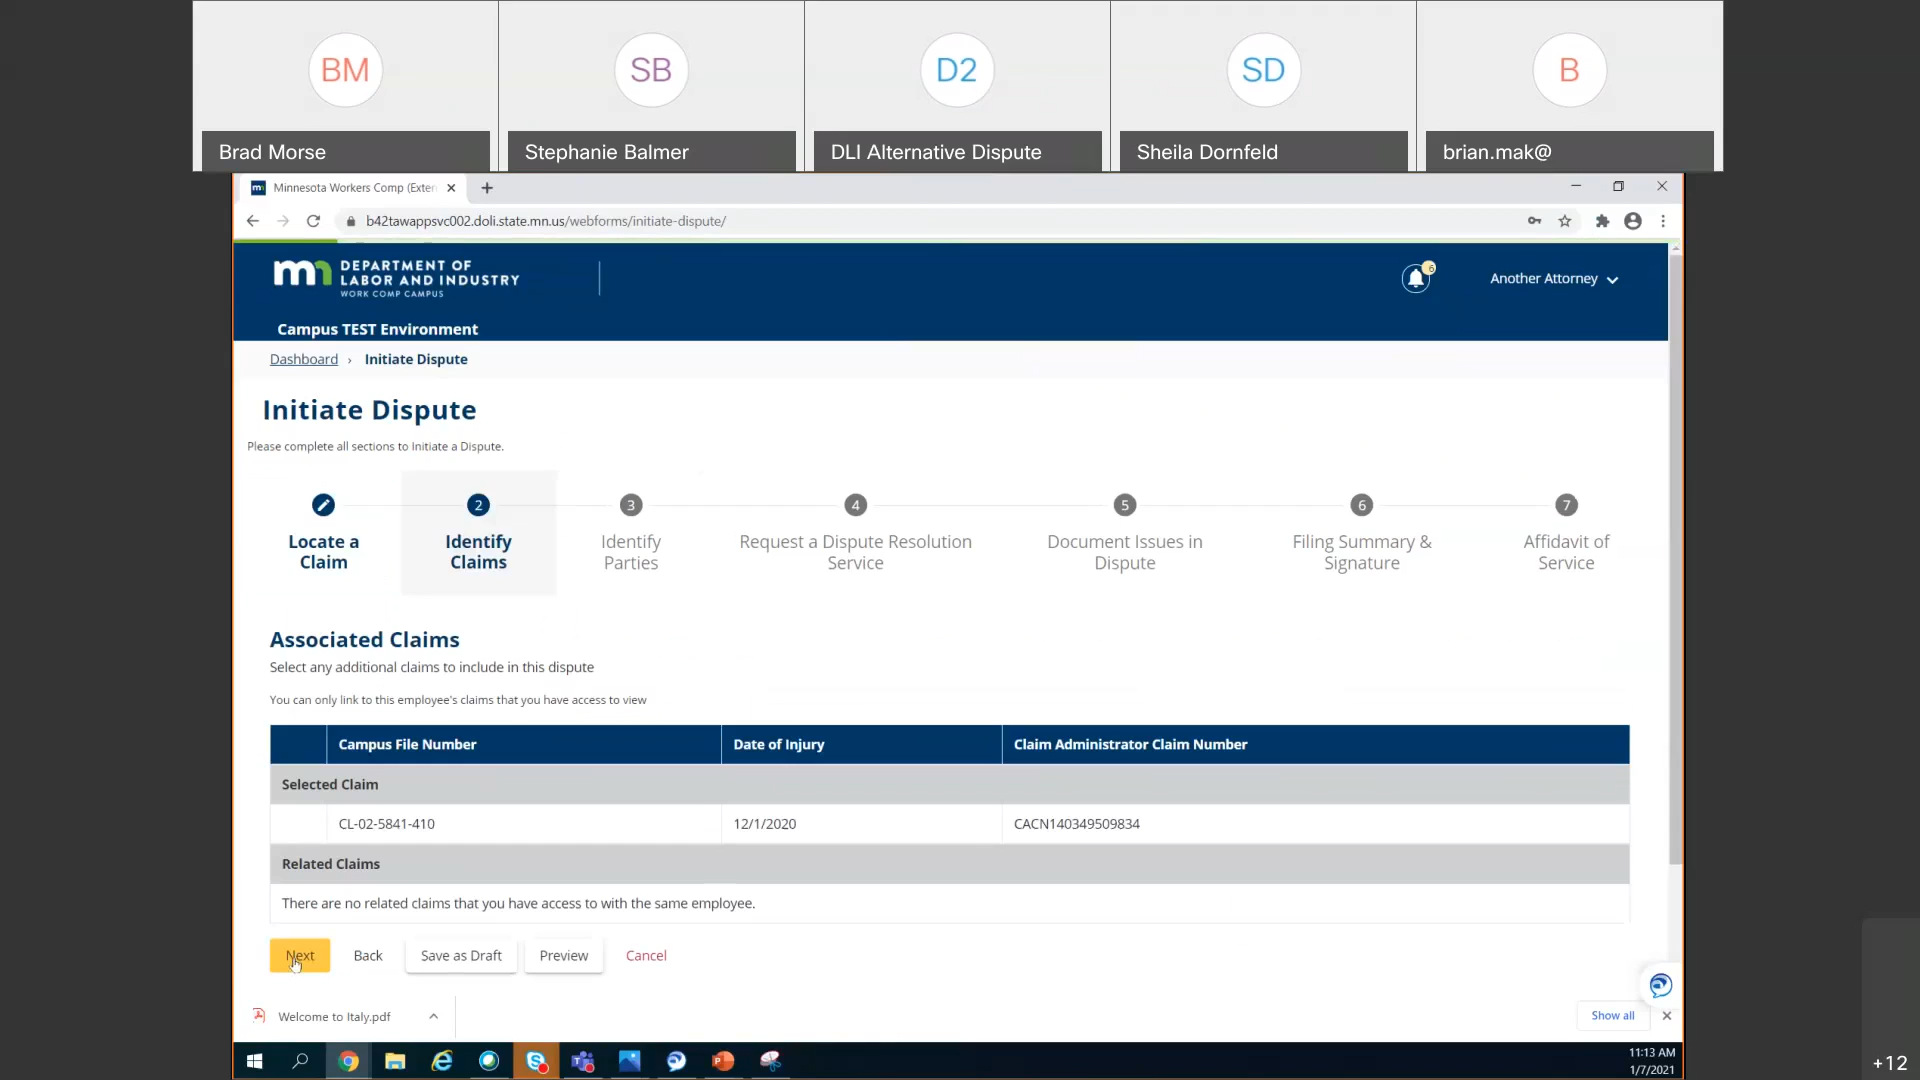 BM
SB
D2
SD
B
Brad Morse
Stephanie Balmer
DLI Alternative Dispute
Sheila Dornfeld
brian.mak@
Minnesota Workers Comp (Exter
b42tawappsvc002.doli.state.mn.us/webforms/initiate-dispute/
mn DEPARTMENT OF
LABOR AND INDUSTRY
WORK COMP CAMPUS
6
Another Attorney
Campus TEST Environment
Dashboard › Initiate Dispute
Initiate Dispute
Please complete all sections to Initiate a Dispute.
2 3 4 5 6 7
Locate a Claim
Identify Claims
Identify Parties
Request a Dispute Resolution Service
Document Issues in Dispute
Filing Summary & Signature
Affidavit of Service
Associated Claims
Select any additional claims to include in this dispute
You can only link to this employee's claims that you have access to view
Campus File Number Date of Injury Claim Administrator Claim Number
Selected Claim
CL-02-5841-410 12/1/2020 CACN140349509834
Related Claims
There are no related claims that you have access to with the same employee.
Next Back Save as Draft Preview Cancel
Welcome to Italy.pdf
Show all
11:13 AM
1/7/2021
+12